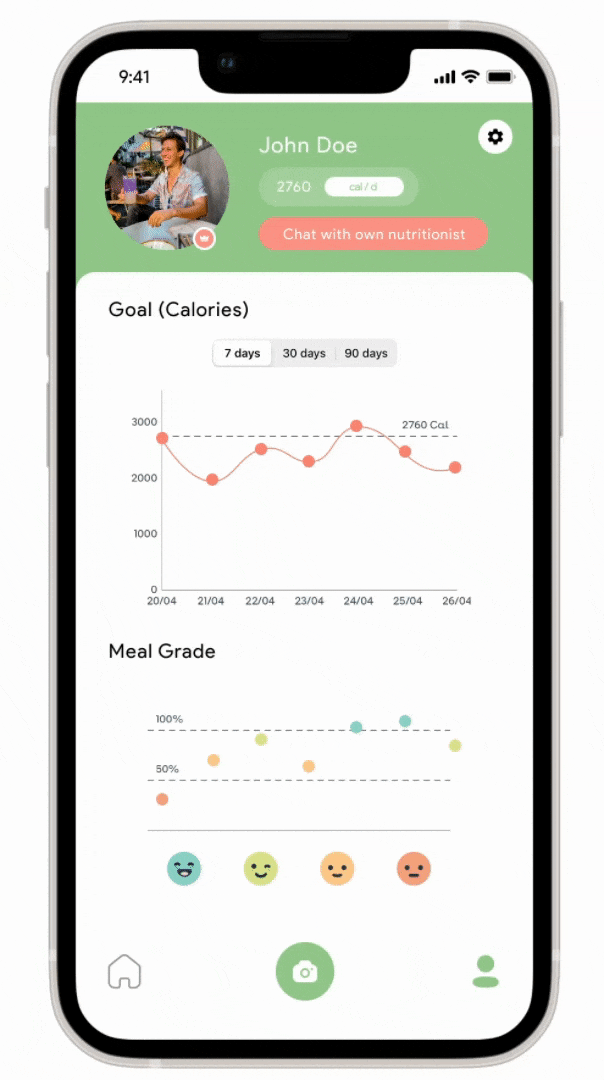 9:41
John Doe
2760 cal / d
Chat with own nutritionist
Goal (Calories)
7 days 30 days 90 days
3000
2760 Cal
2000
1000
0
20/04 21/04 22/04 23/04 24/04 25/04 26/04
Meal Grade
100%
50%